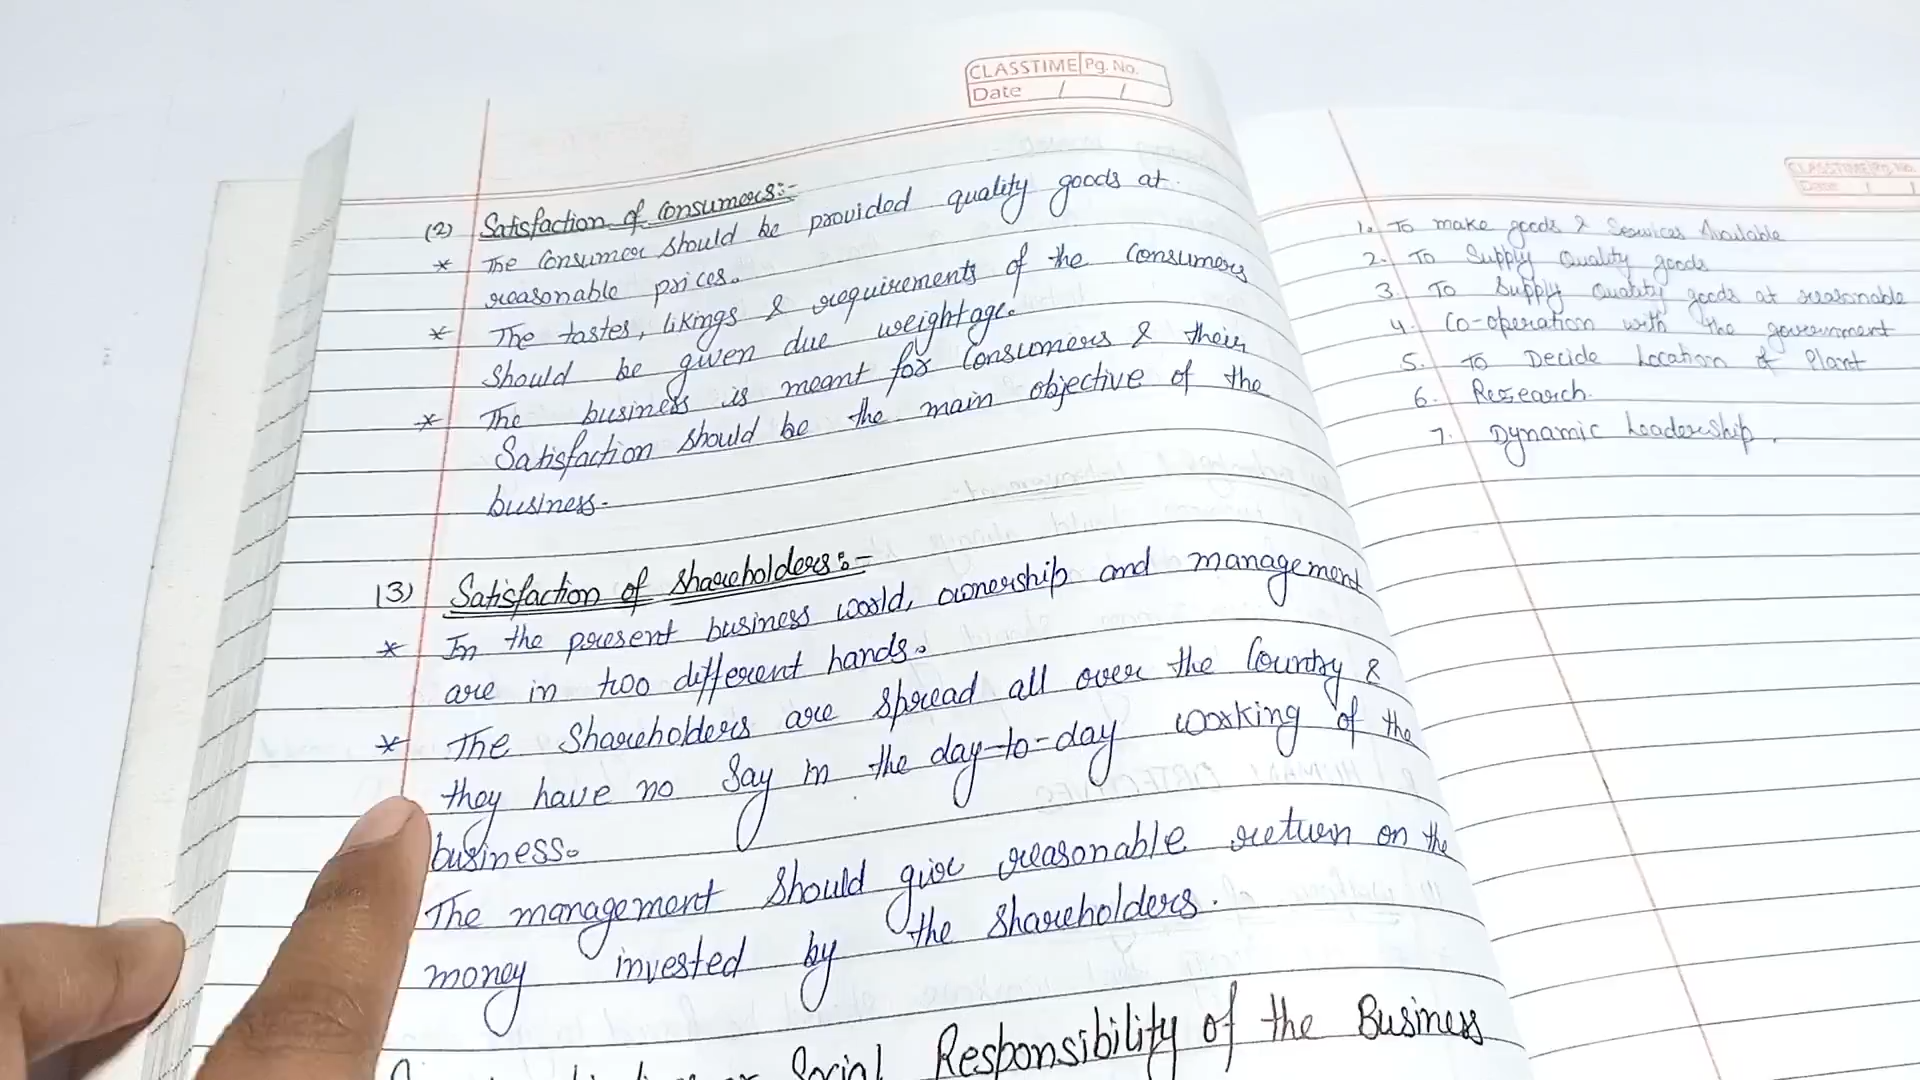 CLASSTIME Pg. No.
Date / /
(2) Satisfaction of Consumers:-
* The Consumer should be provided quality goods at
reasonable prices.
* The tastes, likings & requirements of the Consumers
should be given due weightage.
* The business is meant for Consumers & their
Satisfaction should be the main objective of the
business.
(3) Satisfaction of Shareholders:-
* In the present business world, ownership and management
are in two different hands.
* The Shareholders are spread all over the Country &
they have no Say in the day-to-day working of the
business.
The management should give reasonable return on the
money invested by the shareholders.
Social Responsibility of the Business
CLASSTIME Pg. No.
Date / /
1. To make goods & Services Available
2. To Supply Quality goods
3. To Supply Quality goods at reasonable
4. Co-operation with the government
5. To Decide Location of Plant
6. Research.
7. Dynamic Leadership.